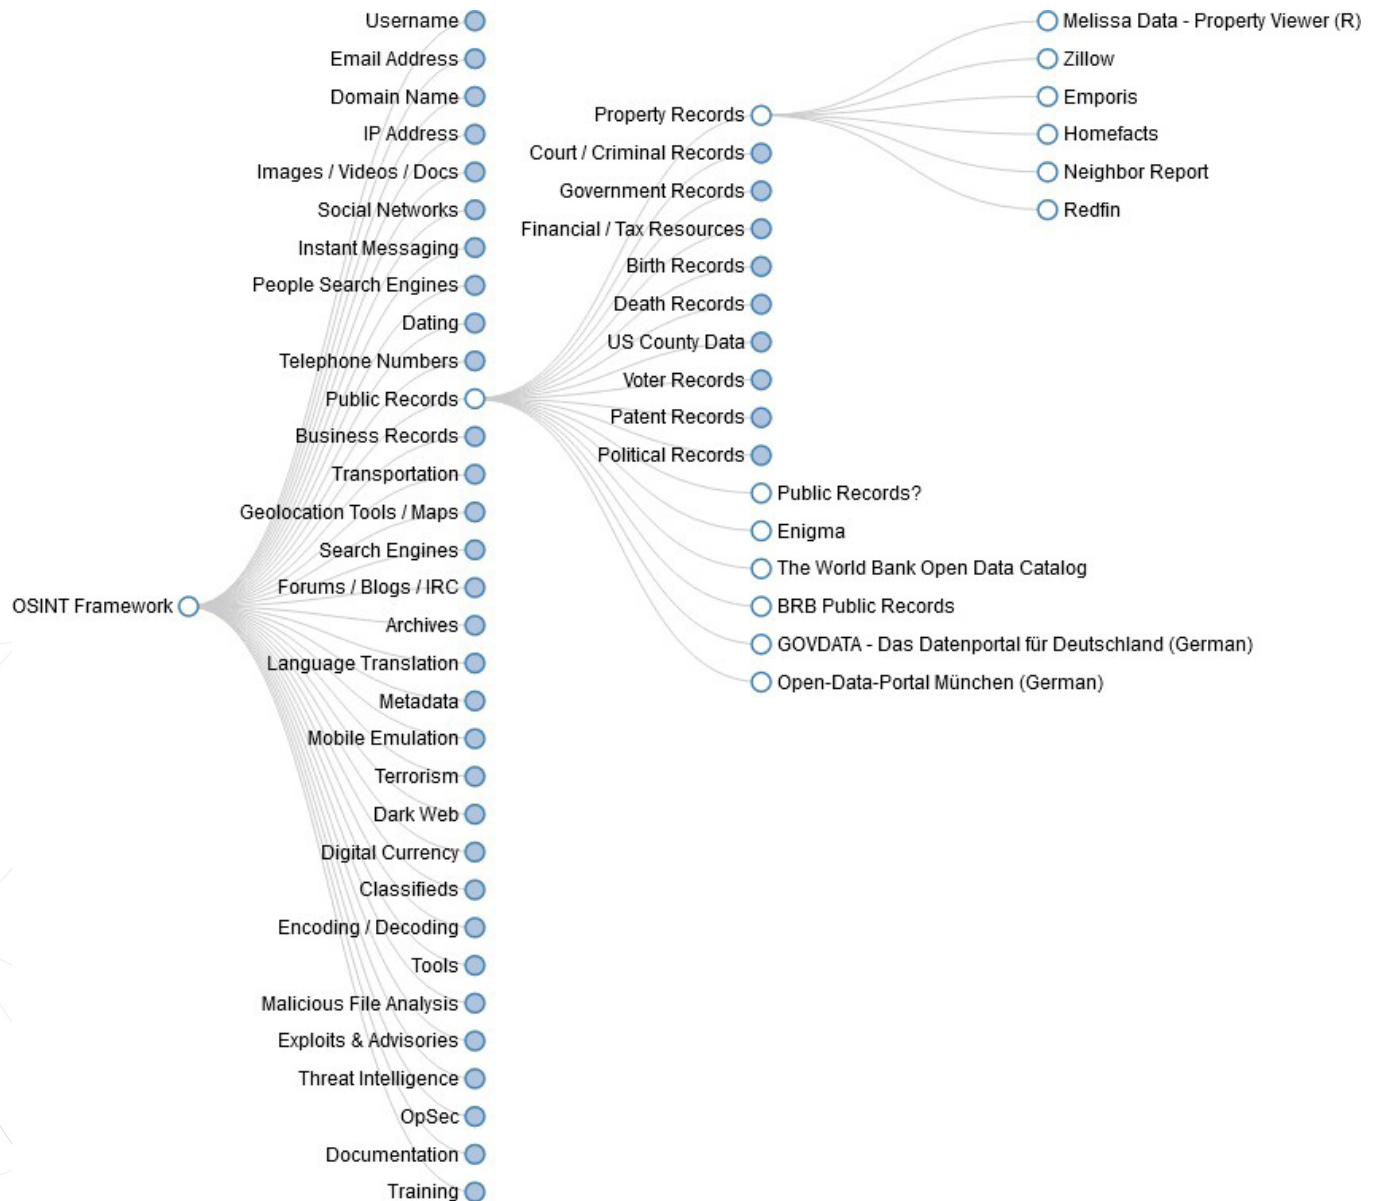 OSINT Framework
Username
Email Address
Domain Name
IP Address
Images / Videos / Docs
Social Networks
Instant Messaging
People Search Engines
Dating
Telephone Numbers
Public Records
Business Records
Transportation
Geolocation Tools / Maps
Search Engines
Forums / Blogs / IRC
Archives
Language Translation
Metadata
Mobile Emulation
Terrorism
Dark Web
Digital Currency
Classifieds
Encoding / Decoding
Tools
Malicious File Analysis
Exploits & Advisories
Threat Intelligence
OpSec
Documentation
Training
Property Records
Court / Criminal Records
Government Records
Financial / Tax Resources
Birth Records
Death Records
US County Data
Voter Records
Patent Records
Political Records
Public Records?
Enigma
The World Bank Open Data Catalog
BRB Public Records
GOVDATA - Das Datenportal für Deutschland (German)
Open-Data-Portal München (German)
Melissa Data - Property Viewer (R)
Zillow
Emporis
Homefacts
Neighbor Report
Redfin